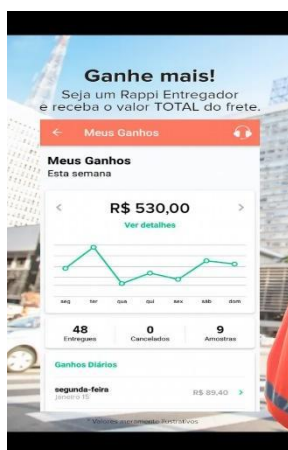 Ganhe mais!
Seja um Rappi Entregador
e receba o valor TOTAL do frete.
Meus Ganhos
Meus Ganhos
Esta semana
< R$ 530,00 >
Ver detalhes
seg ter qua qui sex sáb dom
48 0 9
Entregues Cancelados Amostras
Ganhos Diários
segunda-feira
janeiro 15
R$ 89,40 >
* Valores meramente ilustrativos